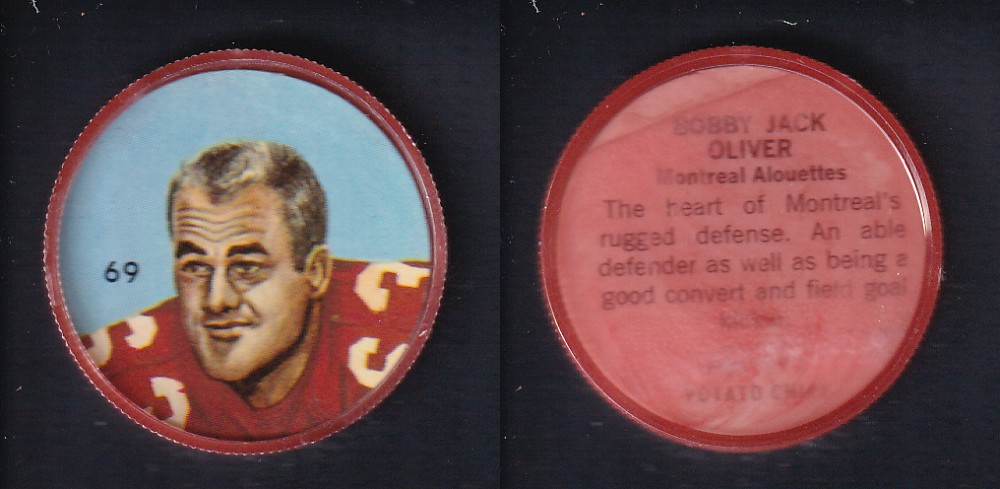 69
BOBBY JACK
OLIVER
Montreal Alouettes
The heart of Montreal's
rugged defense. An able
defender as well as being a
good convert and field goal
POTATO CHIPS